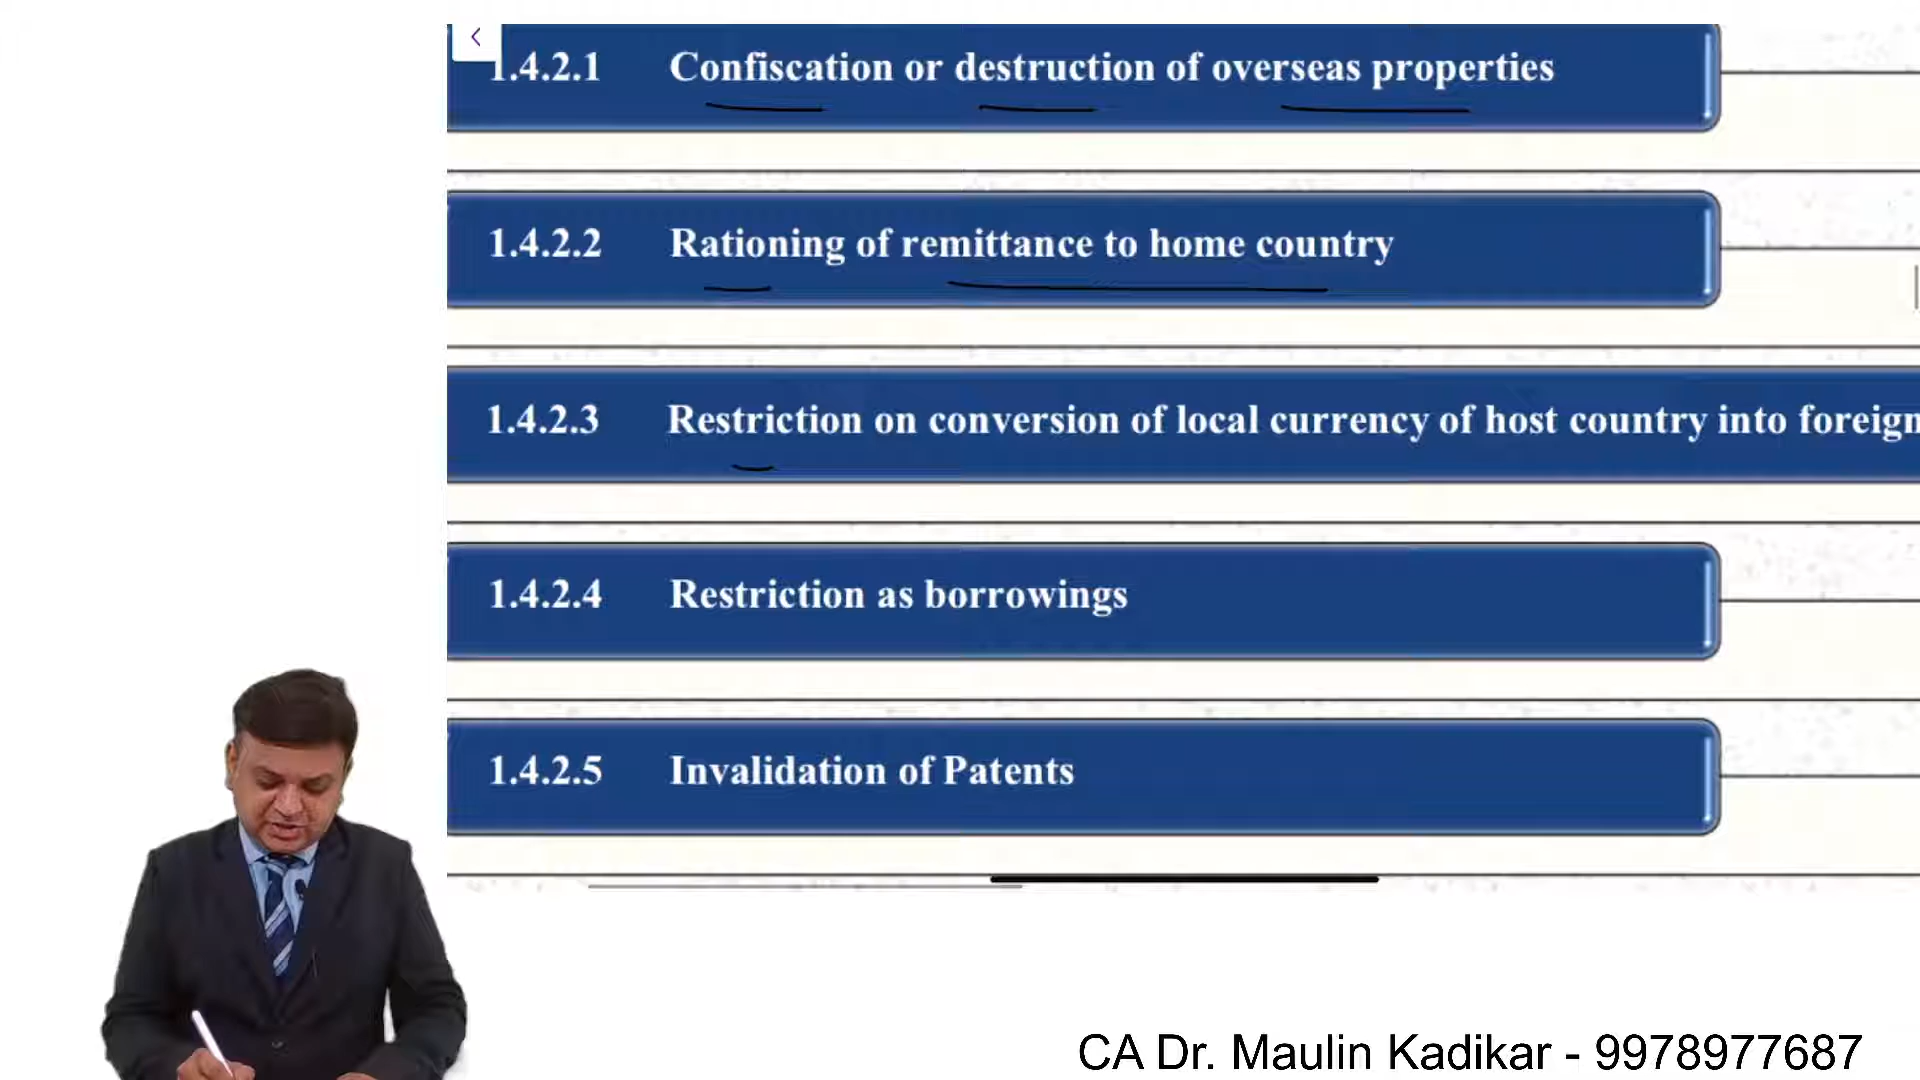 1.4.2.1 Confiscation or destruction of overseas properties
1.4.2.2 Rationing of remittance to home country
1.4.2.3 Restriction on conversion of local currency of host country into foreign
1.4.2.4 Restriction as borrowings
1.4.2.5 Invalidation of Patents
CA Dr. Maulin Kadikar - 9978977687